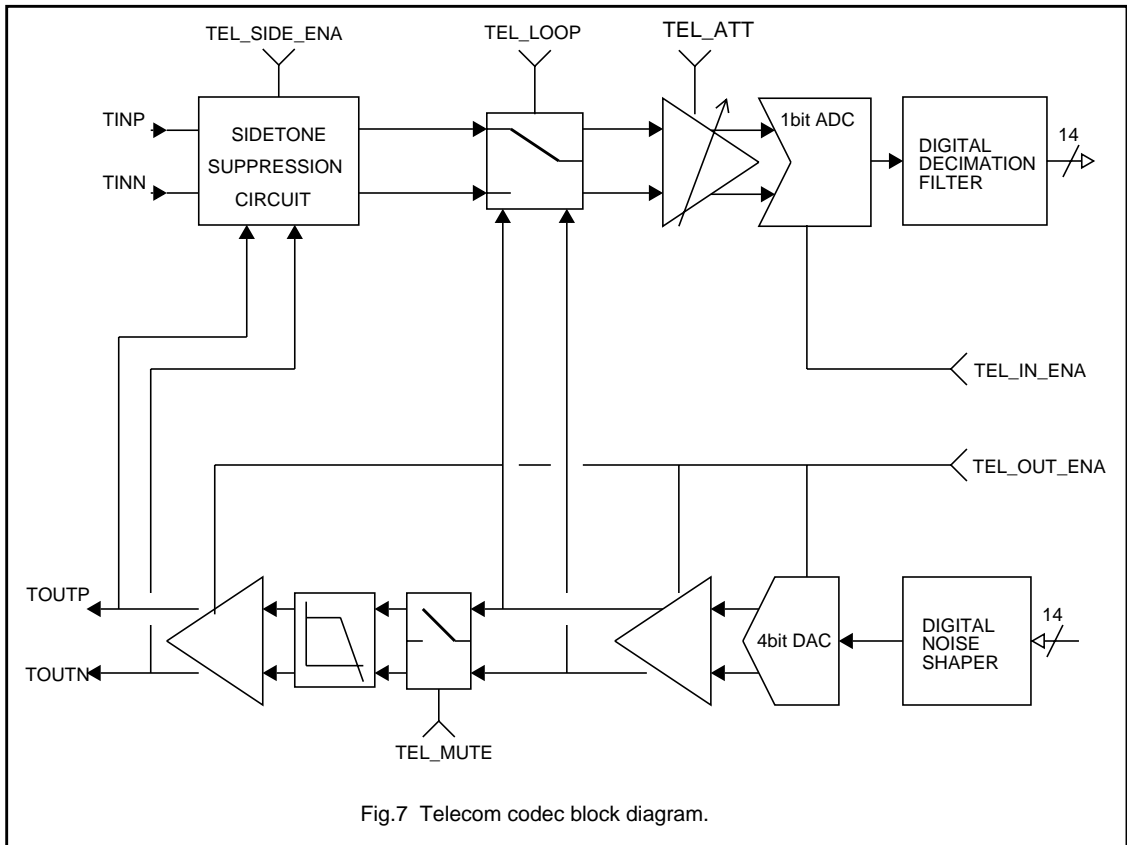 TEL_SIDE_ENA
TEL_LOOP
TEL_ATT
TINP
TINN
SIDETONE
SUPPRESSION
CIRCUIT
1bit ADC
DIGITAL
DECIMATION
FILTER
14
TEL_IN_ENA
TEL_OUT_ENA
TOUTP
TOUTN
4bit DAC
DIGITAL
NOISE
SHAPER
14
TEL_MUTE
Fig.7 Telecom codec block diagram.